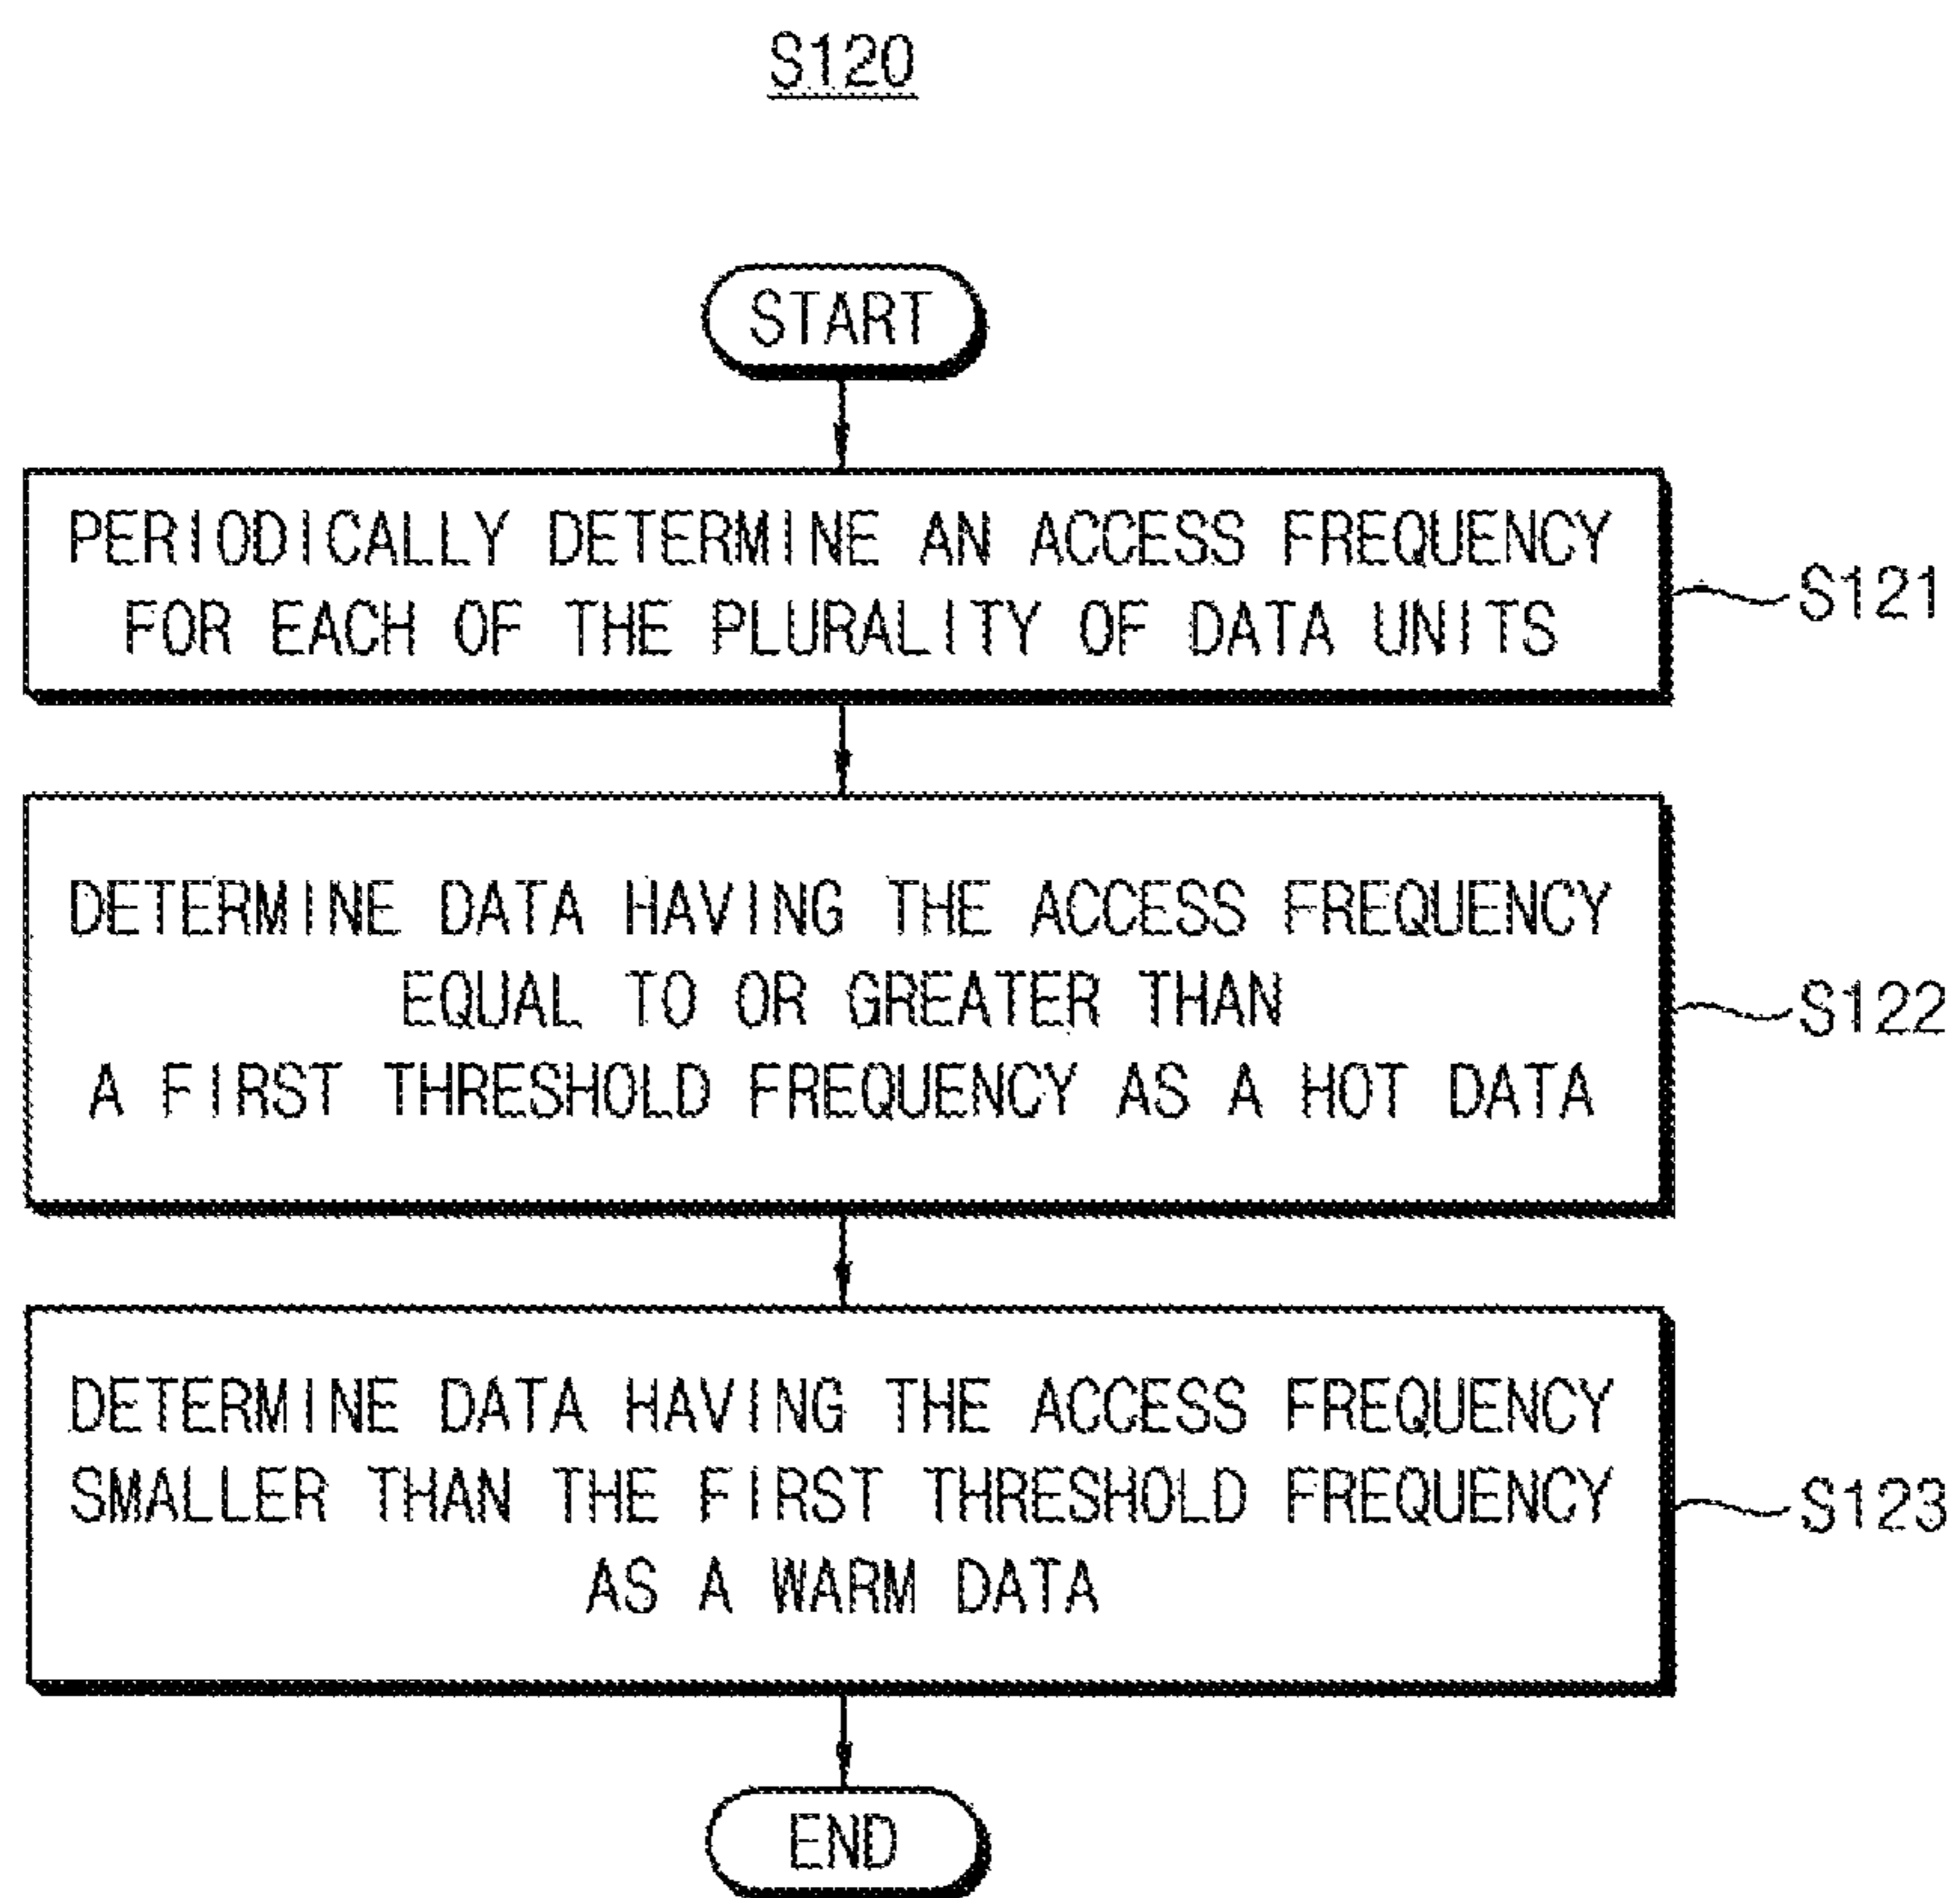 S120
START
PERIODICALLY DETERMINE AN ACCESS FREQUENCY
FOR EACH OF THE PLURALITY OF DATA UNITS
S121
DETERMINE DATA HAVING THE ACCESS FREQUENCY
EQUAL TO OR GREATER THAN
A FIRST THRESHOLD FREQUENCY AS A HOT DATA
S122
DETERMINE DATA HAVING THE ACCESS FREQUENCY
SMALLER THAN THE FIRST THRESHOLD FREQUENCY
AS A WARM DATA
S123
END